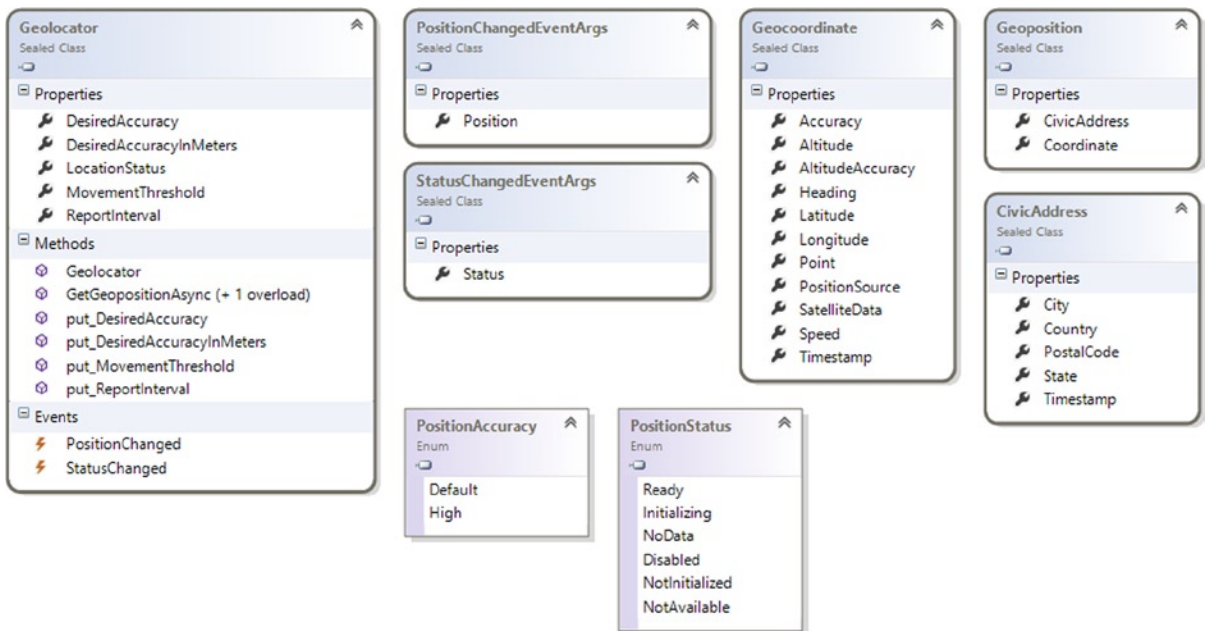 Geolocator
Sealed Class
Properties
DesiredAccuracy
DesiredAccuracyInMeters
LocationStatus
MovementThreshold
ReportInterval
Methods
Geolocator
GetGeopositionAsync (+ 1 overload)
put_DesiredAccuracy
put_DesiredAccuracyInMeters
put_MovementThreshold
put_ReportInterval
Events
PositionChanged
StatusChanged
PositionChangedEventArgs
Sealed Class
Properties
Position
StatusChangedEventArgs
Sealed Class
Properties
Status
Geocoordinate
Sealed Class
Properties
Accuracy
Altitude
AltitudeAccuracy
Heading
Latitude
Longitude
Point
PositionSource
SatelliteData
Speed
Timestamp
Geoposition
Sealed Class
Properties
CivicAddress
Coordinate
CivicAddress
Sealed Class
Properties
City
Country
PostalCode
State
Timestamp
PositionAccuracy
Enum
Default
High
PositionStatus
Enum
Ready
Initializing
NoData
Disabled
NotInitialized
NotAvailable